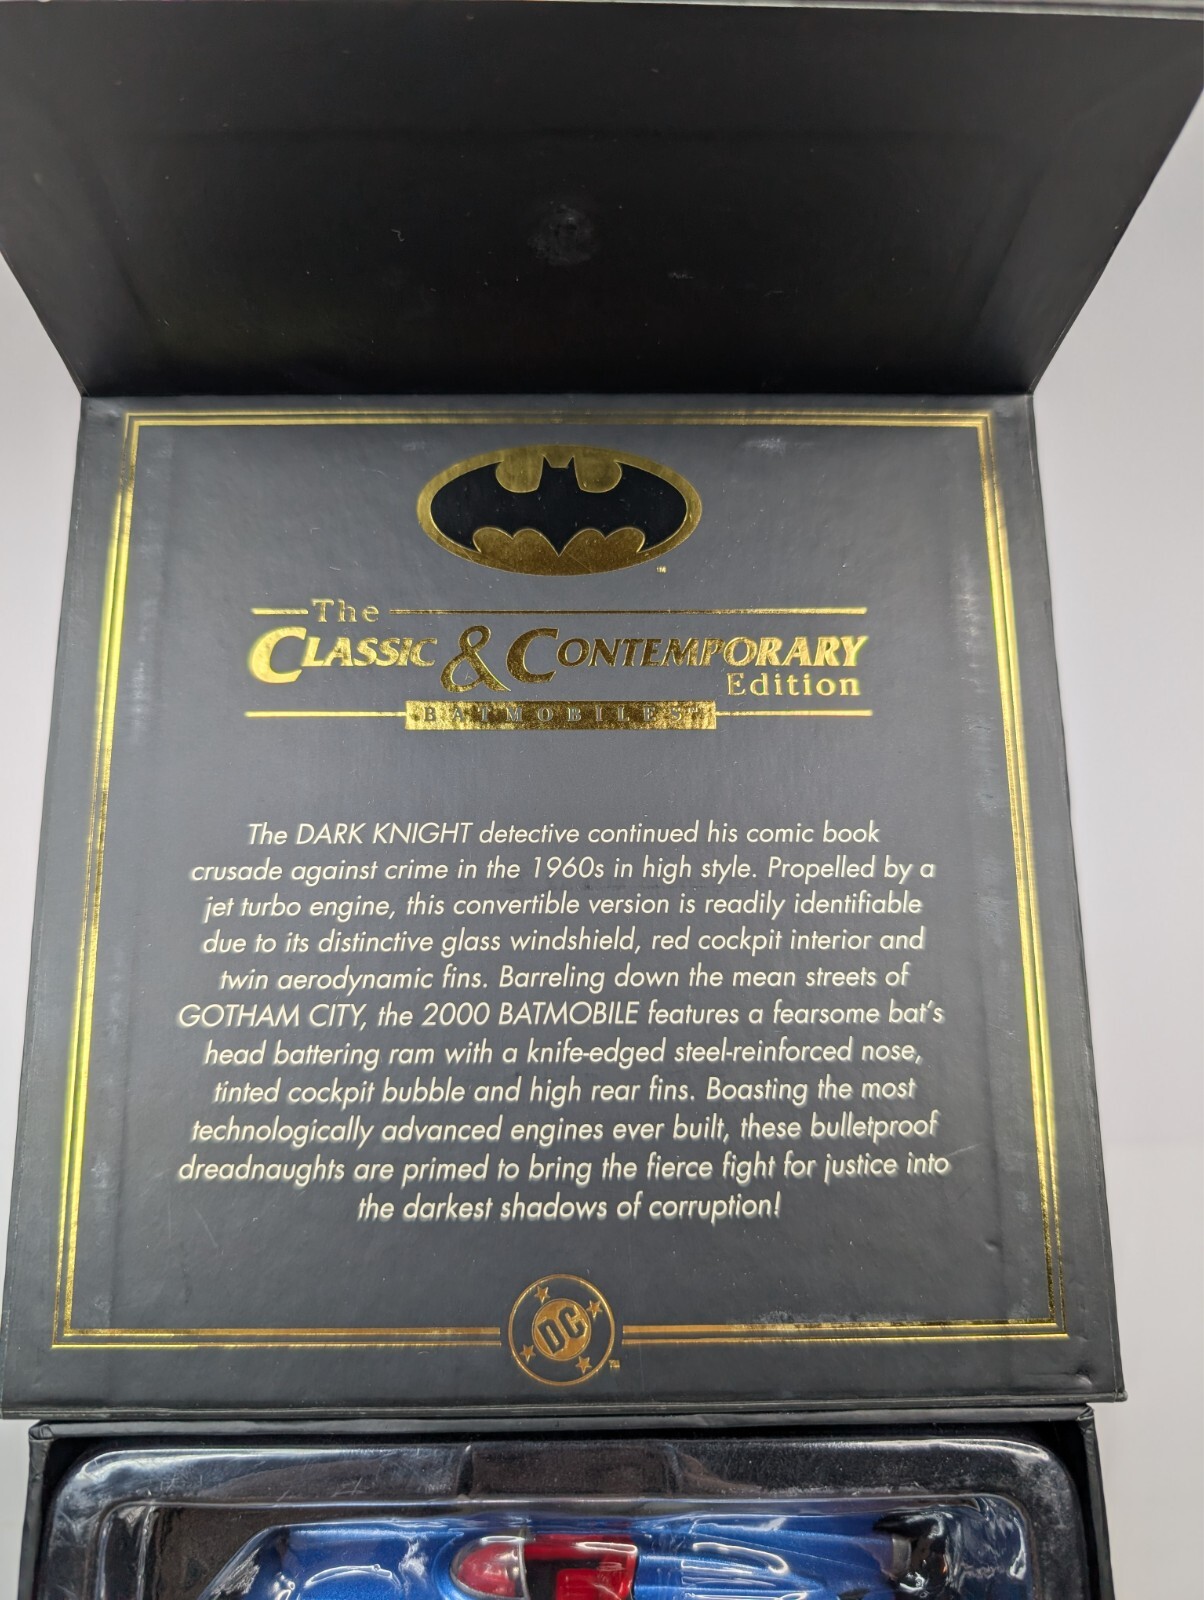 ™
The
CLASSIC & CONTEMPORARY
Edition
BATMOBILES™
The DARK KNIGHT detective continued his comic book
crusade against crime in the 1960s in high style. Propelled by a
jet turbo engine, this convertible version is readily identifiable
due to its distinctive glass windshield, red cockpit interior and
twin aerodynamic fins. Barreling down the mean streets of
GOTHAM CITY, the 2000 BATMOBILE features a fearsome bat's
head battering ram with a knife-edged steel-reinforced nose,
tinted cockpit bubble and high rear fins. Boasting the most
technologically advanced engines ever built, these bulletproof
dreadnaughts are primed to bring the fierce fight for justice into
the darkest shadows of corruption!
DC
™